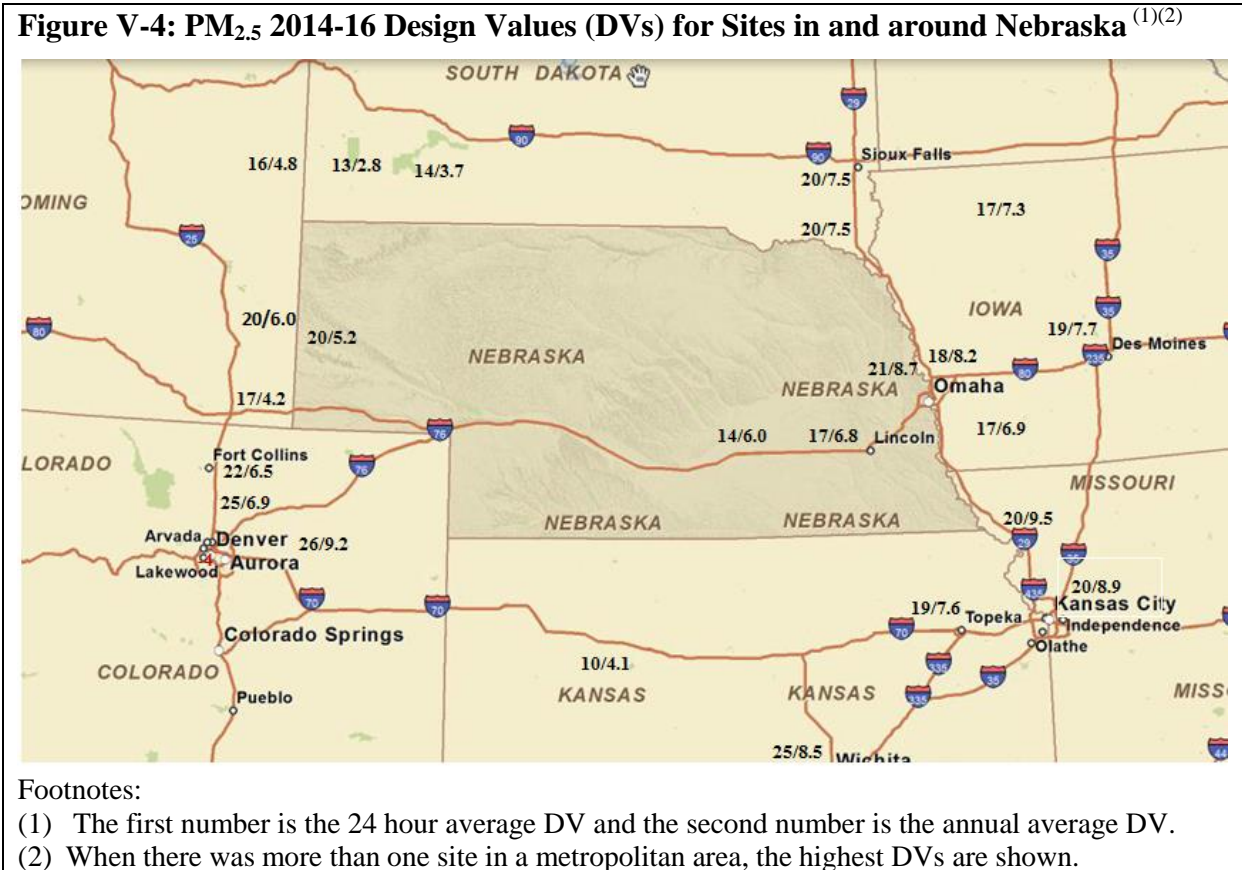 Figure V-4: PM2.5 2014-16 Design Values (DVs) for Sites in and around Nebraska (1)(2)
SOUTH DAKOTA
29
90
90
Sioux Falls
16/4.8
13/2.8
14/3.7
20/7.5
OMING
17/7.3
25
20/7.5
35
IOWA
35
20/6.0
80
20/5.2
19/7.7
Des Moines
NEBRASKA
18/8.2
235
21/8.7
80
NEBRASKA
Omaha
17/4.2
76
14/6.0
17/6.8
Lincoln
17/6.9
LORADO
Fort Collins
76
22/6.5
MISSOURI
25/6.9
NEBRASKA
NEBRASKA
20/9.5
Arvada
Denver
26/9.2
29
4
Aurora
35
Lakewood
435
20/8.9
70
70
19/7.6
Topeka
Kansas City
Independence
70
Colorado Springs
Olathe
10/4.1
335
COLORADO
KANSAS
KANSAS
35
MISS
Pueblo
335
25/8.5
Wichita
44
Footnotes:
(1) The first number is the 24 hour average DV and the second number is the annual average DV.
(2) When there was more than one site in a metropolitan area, the highest DVs are shown.